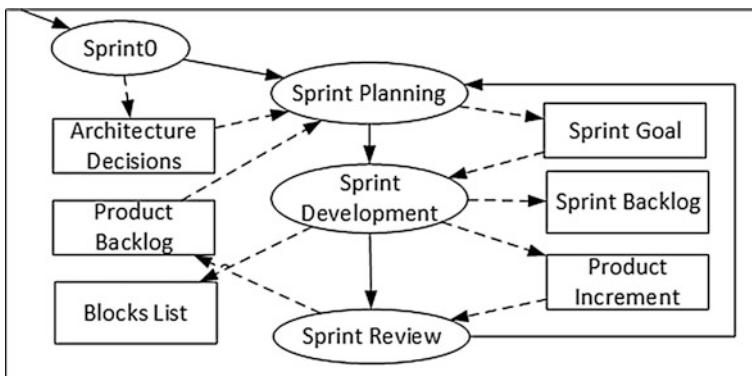 Sprint0
Sprint Planning
Architecture
Decisions
Sprint Goal
Sprint
Development
Product
Backlog
Sprint Backlog
Product
Increment
Blocks List
Sprint Review